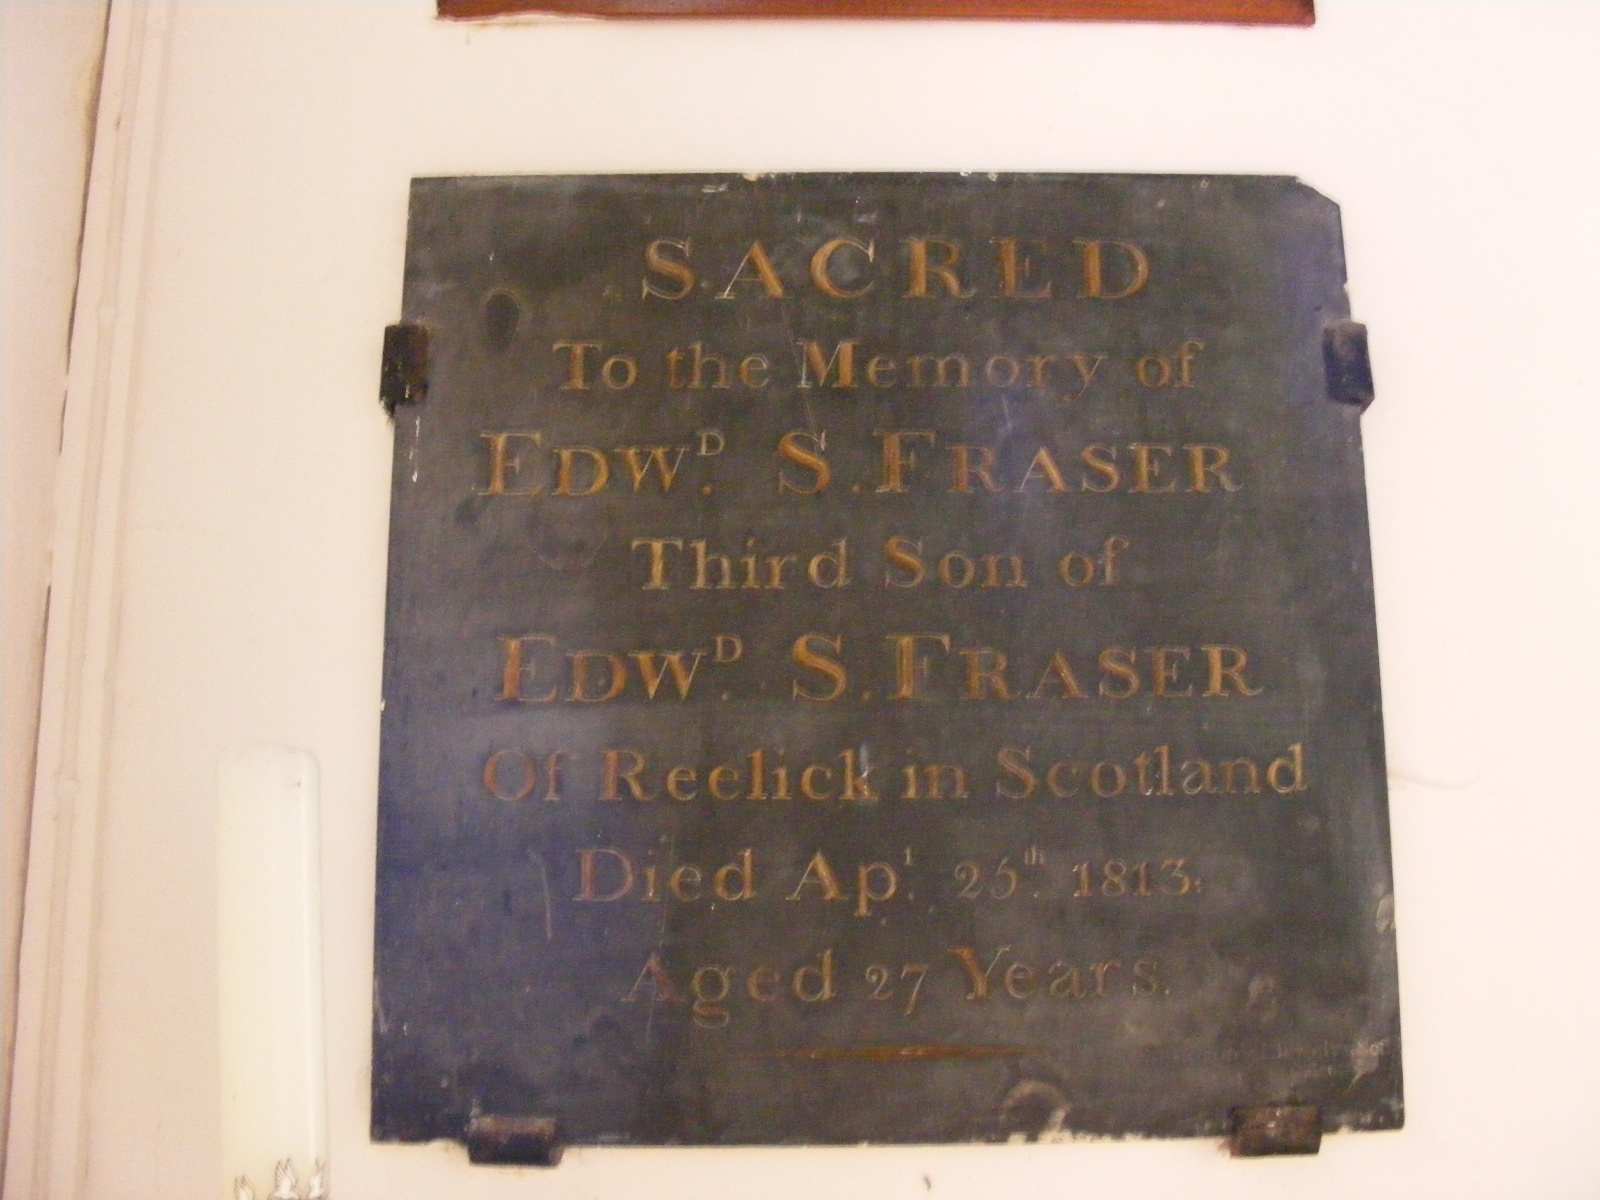 SACRED
To the Memory of
EDWD. S. FRASER
Third Son of
EDWD. S. FRASER
Of Reelick in Scotland
Died Apl. 25th. 1813.
Aged 27 Years.